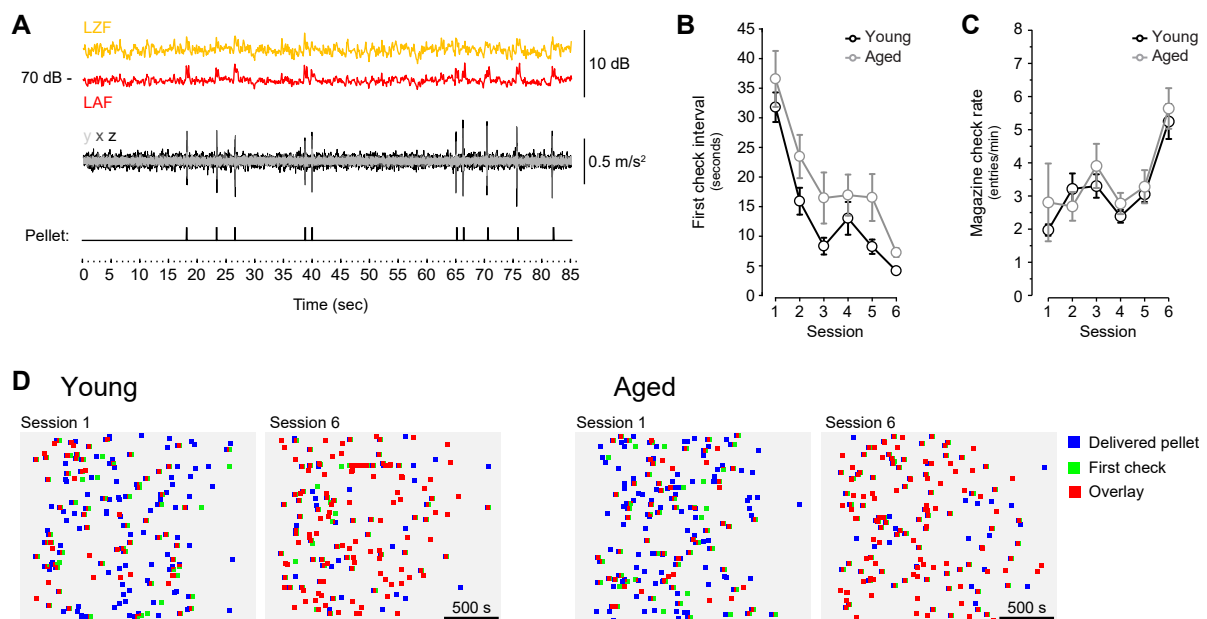 A
LZF
70 dB -
10 dB
LAF
y x z
0.5 m/s²
Pellet:
0 5 10 15 20 25 30 35 40 45 50 55 60 65 70 75 80 85
Time (sec)
B
Young
Aged
First check interval
(seconds)
45
40
35
30
25
20
15
10
5
0
1 2 3 4 5 6
Session
C
Young
Aged
Magazine check rate
(entries/min)
8
7
6
5
4
3
2
1
0
1 2 3 4 5 6
Session
D
Young
Session 1
Session 6
500 s
Aged
Session 1
Session 6
500 s
Delivered pellet
First check
Overlay